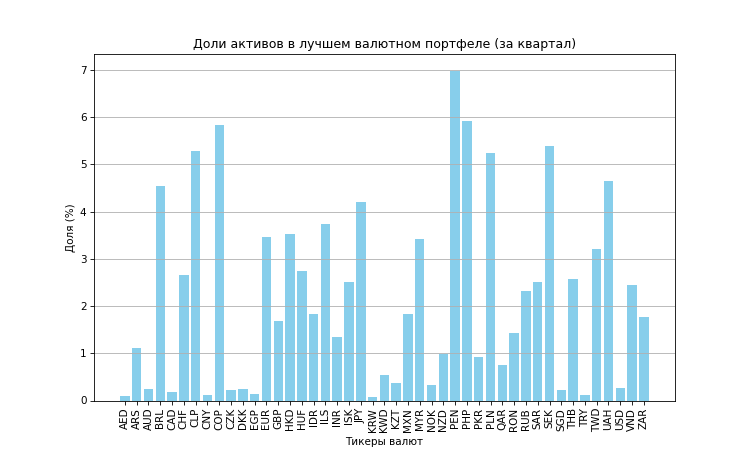 Доли активов в лучшем валютном портфеле (за квартал)
7
6
5
4
3
2
1
0
Доля (%)
AED
ARS
AUD
BRL
CAD
CHF
CLP
CNY
COP
CZK
DKK
EGP
EUR
GBP
HKD
HUF
IDR
ILS
INR
ISK
JPY
KRW
KWD
KZT
MXN
MYR
NOK
NZD
PEN
PHP
PKR
PLN
QAR
RON
RUB
SAR
SEK
SGD
THB
TRY
TWD
UAH
USD
VND
ZAR
Тикеры валют